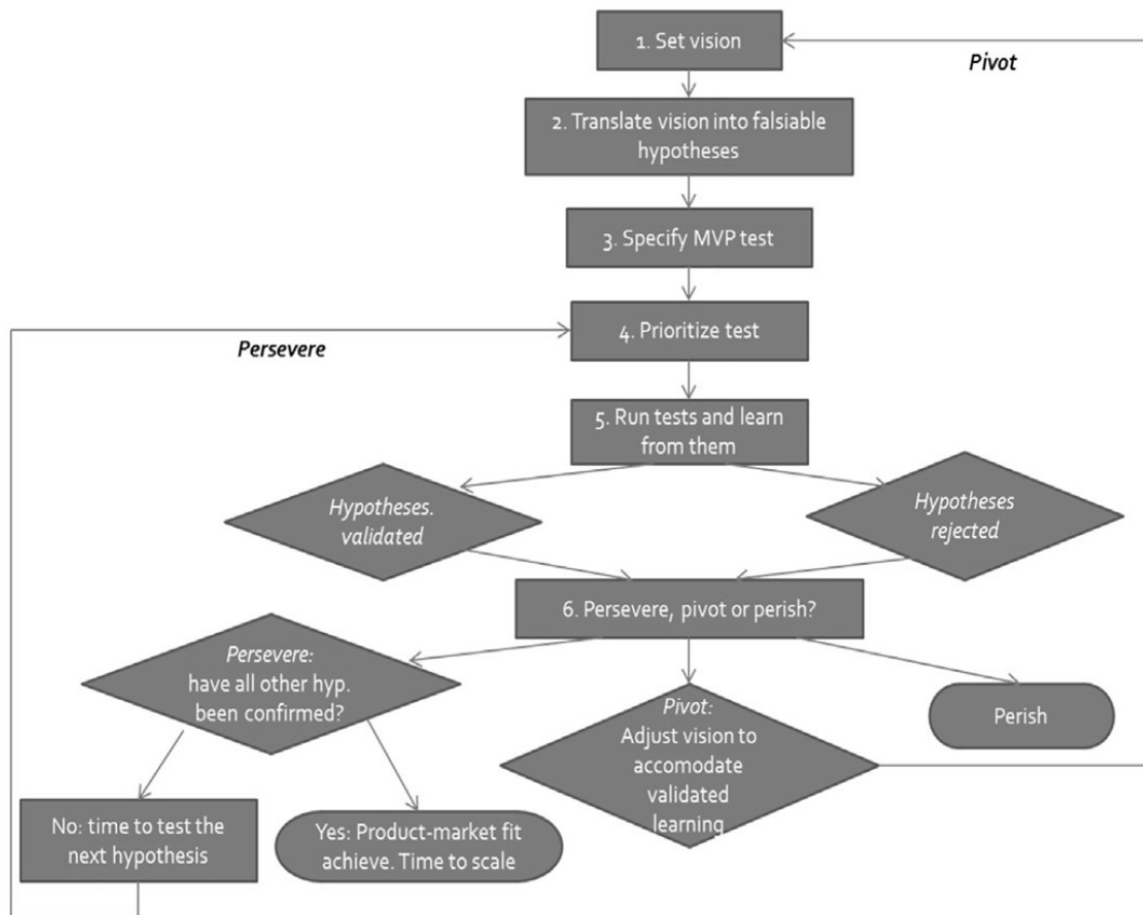 1. Set vision
Pivot
2. Translate vision into falsiable
hypotheses
3. Specify MVP test
4. Prioritize test
Persevere
5. Run tests and learn
from them
Hypotheses.
validated
Hypotheses
rejected
6. Persevere, pivot or perish?
Persevere:
have all other hyp.
been confirmed?
Pivot:
Adjust vision to
accomodate
validated
learning
Perish
No: time to test the
next hypothesis
Yes: Product-market fit
achieve. Time to scale